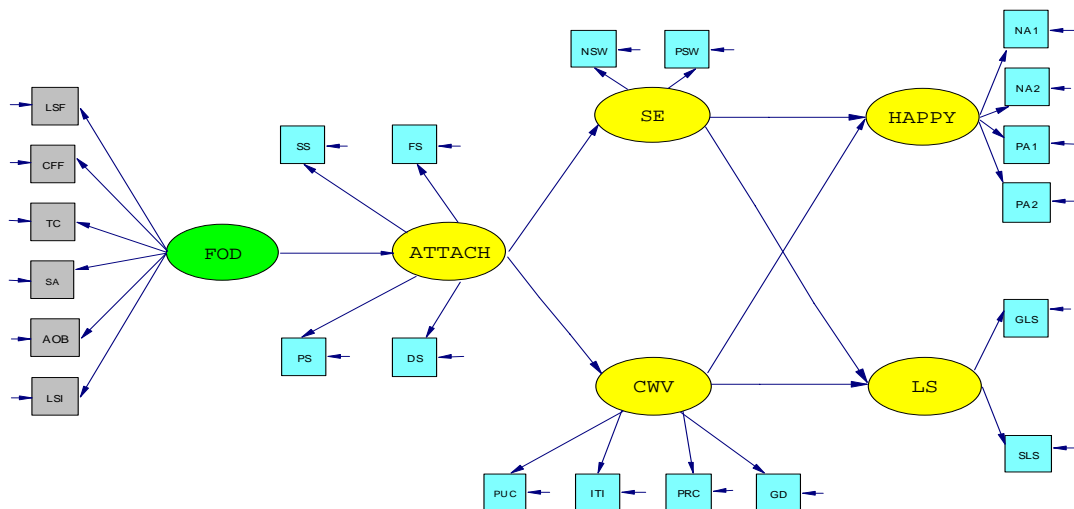 NA1
NSW
PSW
NA2
LSF
SE
HAPPY
SS
FS
PA1
CFF
PA2
TC
FOD
ATTACH
SA
GLS
AOB
PS
DS
CWV
LS
LSI
SLS
PUC
ITI
PRC
GD